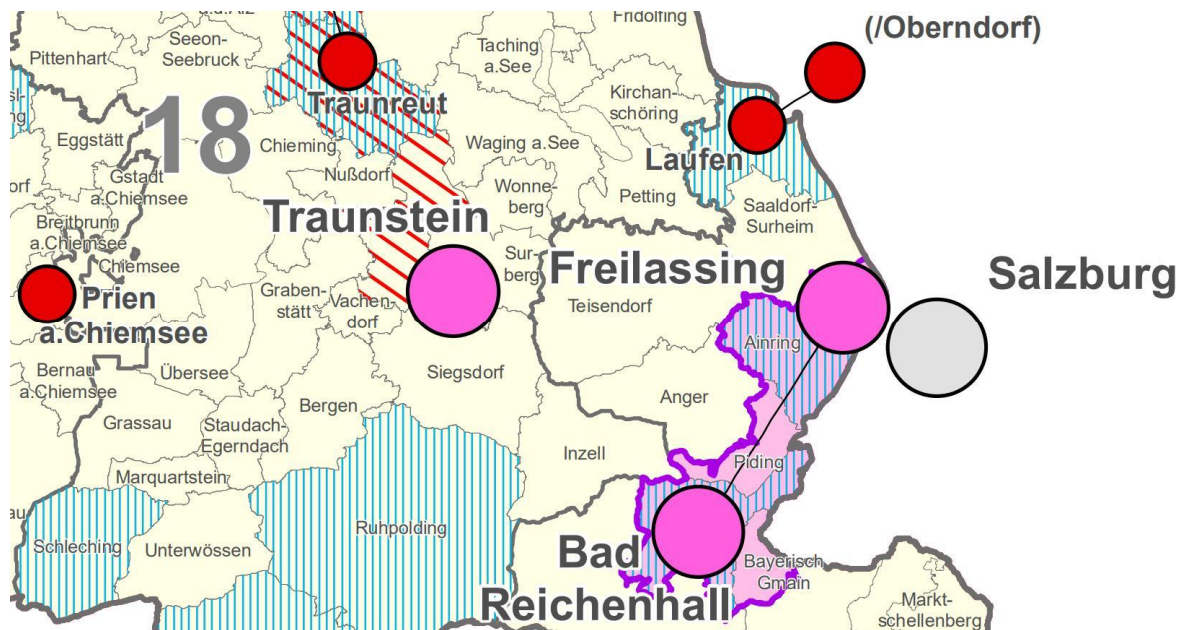 Fridolfing
(/Oberndorf)
Seeon-
Seebruck
Pittenhart
Taching
a.See
Kirchan-
schöring
Traunreut
18
Eggstätt
Chieming
Waging a.See
Laufen
Nußdorf
Gstadt
a.Chiemsee
Wonne-
berg
Petting
Saaldorf-
Surheim
Breitbrunn
a.Chiemsee
Traunstein
Chiemsee
Sur-
berg
Freilassing
Salzburg
Teisendorf
Prien
a.Chiemsee
Graben-
stätt
Vachen-
dorf
Ainring
Bernau
a.Chiemsee
Übersee
Siegsdorf
Anger
Bergen
Grassau
Staudach-
Egerndach
Inzell
Piding
Marquartstein
Ruhpolding
Schleching
Unterwössen
Bad
Reichenhall
Bayerisch
Gmain
Markt-
schellenberg